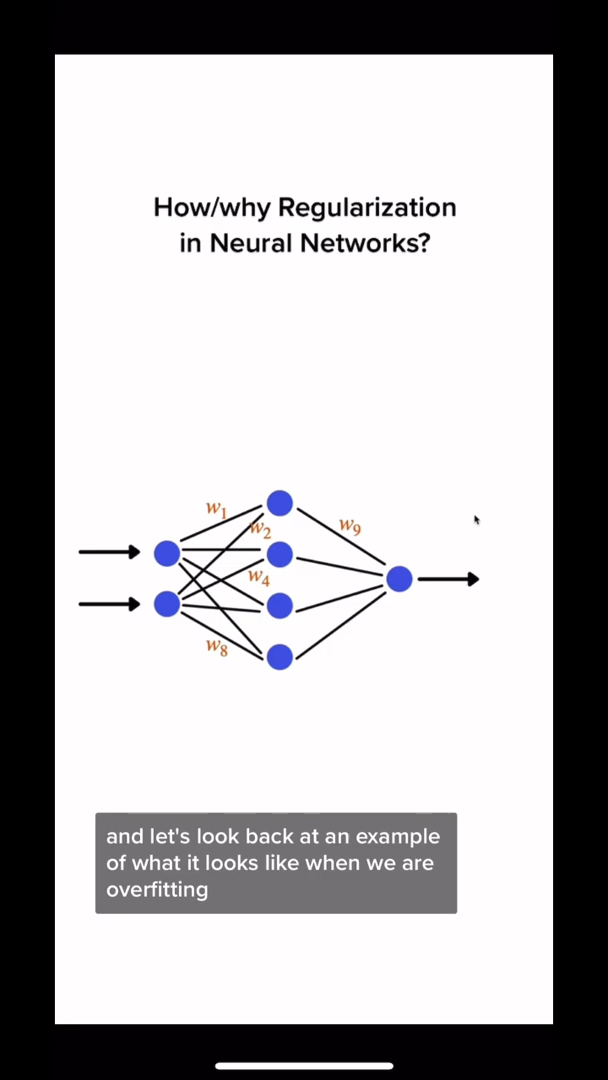 How/why Regularization
in Neural Networks?
w₁
w₂
w₉
w₄
w₈
and let's look back at an example
of what it looks like when we are
overfitting